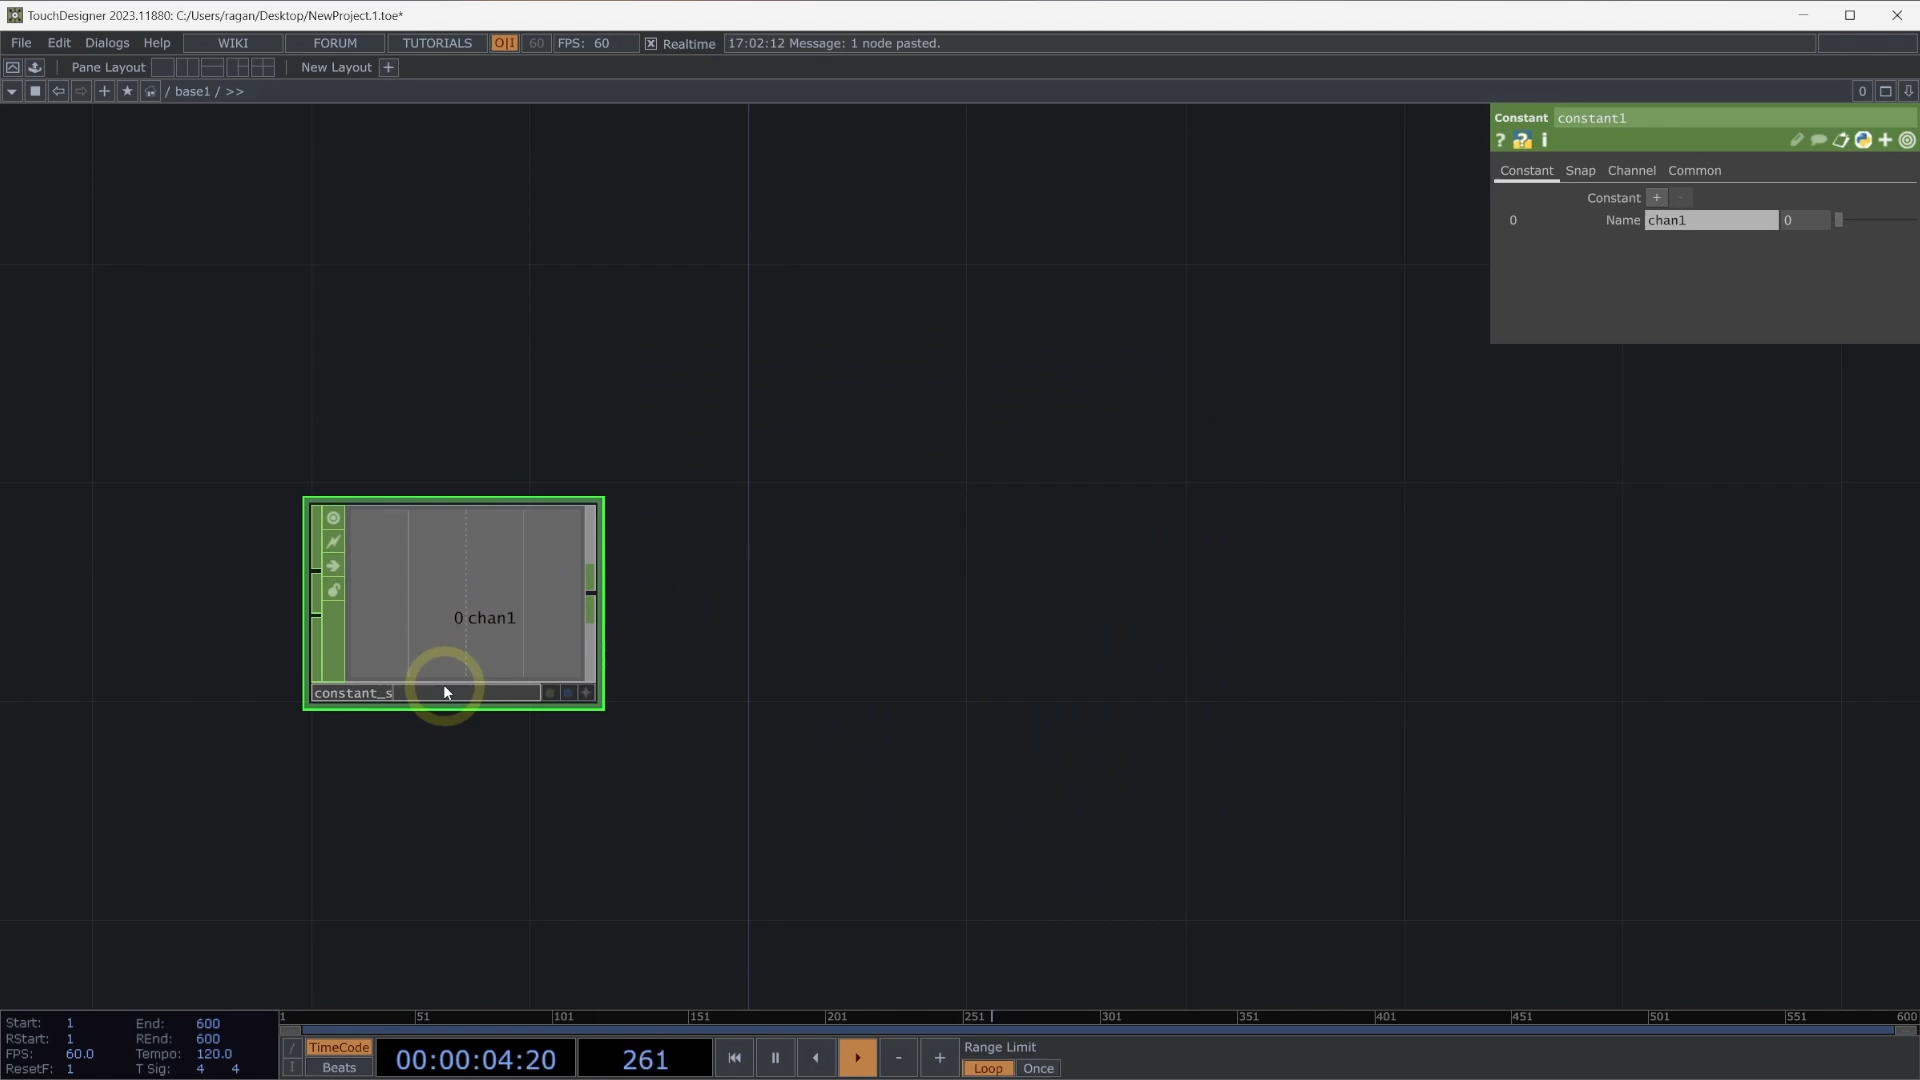 TouchDesigner 2023.11880: C:/Users/ragan/Desktop/NewProject.1.toe*
File Edit Dialogs Help WIKI FORUM TUTORIALS O|I 60 FPS: 60 Realtime 17:02:12 Message: 1 node pasted.
Pane Layout New Layout +
/ base1 / >> 0
Constant constant1
? ? i
Constant Snap Channel Common
Constant + -
0 Name chan1 0
0 chan1
constant_s
Start: 1 End: 600
RStart: 1 REnd: 600
FPS: 60.0 Tempo: 120.0
ResetF: 1 T Sig: 4 4
1 51 101 151 201 251 301 351 401 451 501 551 600
TimeCode
Beats
00:00:04:20 261 - +
Range Limit
Loop Once